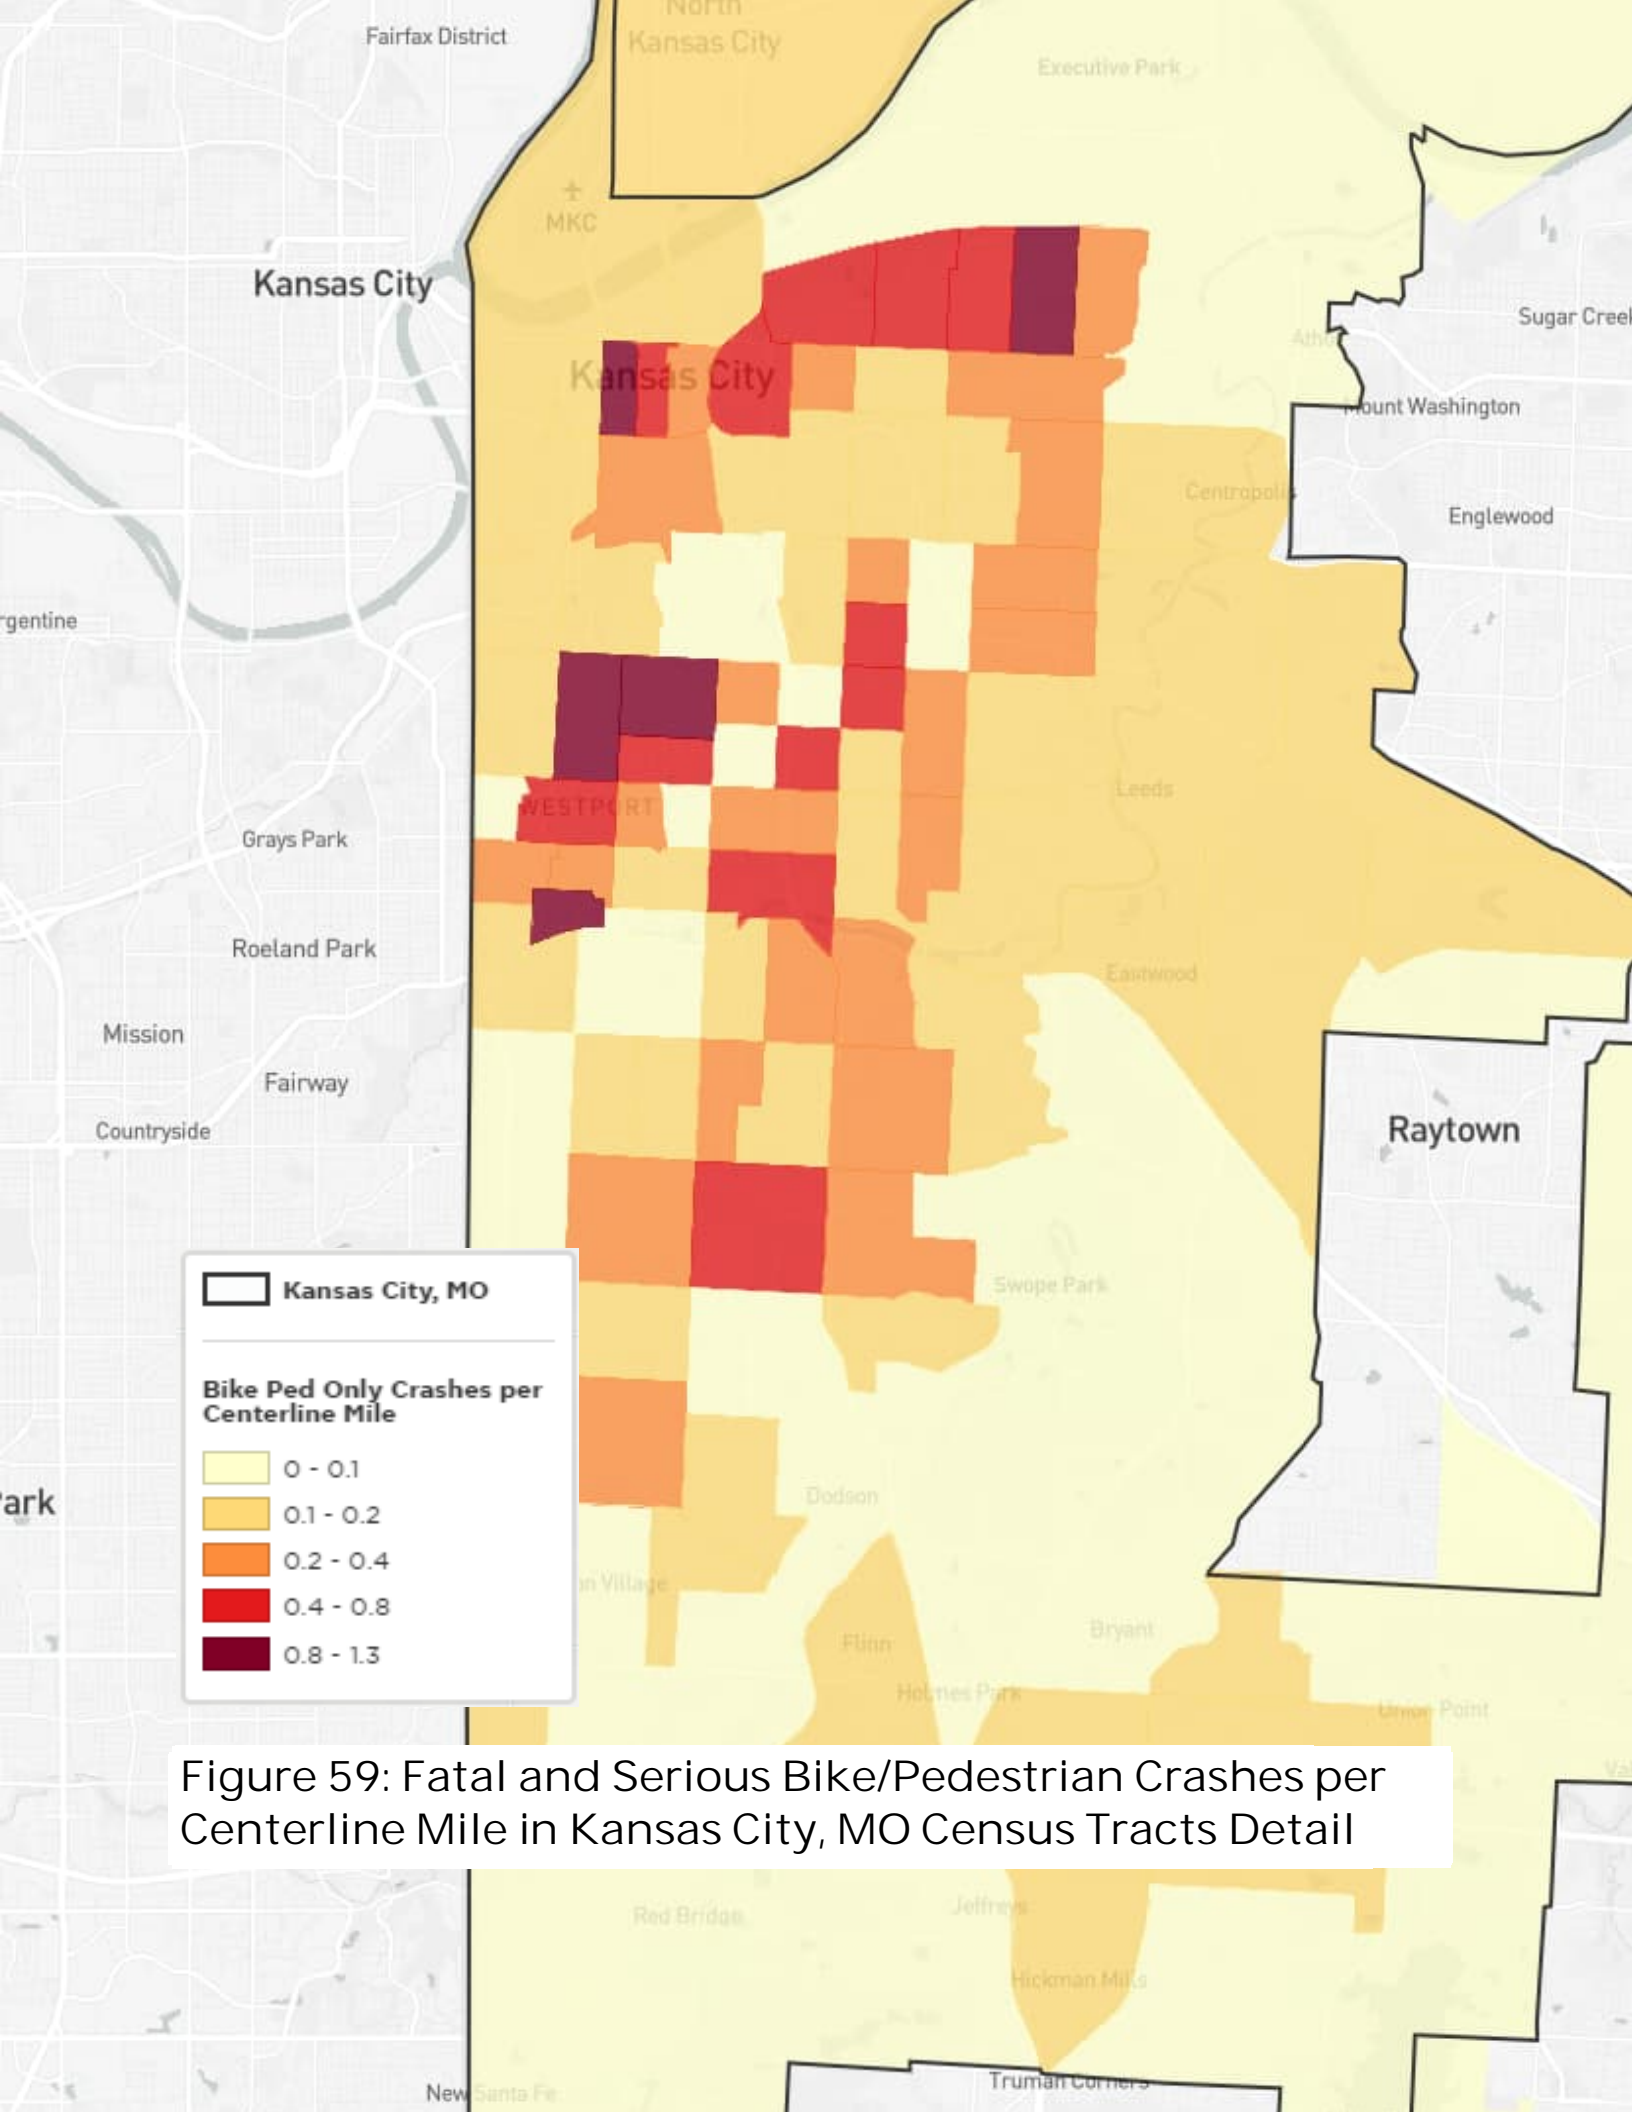 North
Kansas City
Fairfax District
Executive Park
MKC
Kansas City
Sugar Creek
Kansas City
Mount Washington
Centropolis
Englewood
Leeds
WESTPORT
Grays Park
Roeland Park
Eastwood
Mission
Fairway
Countryside
Raytown
Swope Park
Kansas City, MO
Bike Ped Only Crashes per
Centerline Mile
0 - 0.1
0.1 - 0.2
0.2 - 0.4
0.4 - 0.8
0.8 - 1.3
Dodson
Village
Flinn
Bryant
Holmes Park
Union Point
Figure 59: Fatal and Serious Bike/Pedestrian Crashes per
Centerline Mile in Kansas City, MO Census Tracts Detail
Red Bridge
Jeffreys
Hickman Mills
Truman Corners
New Santa Fe